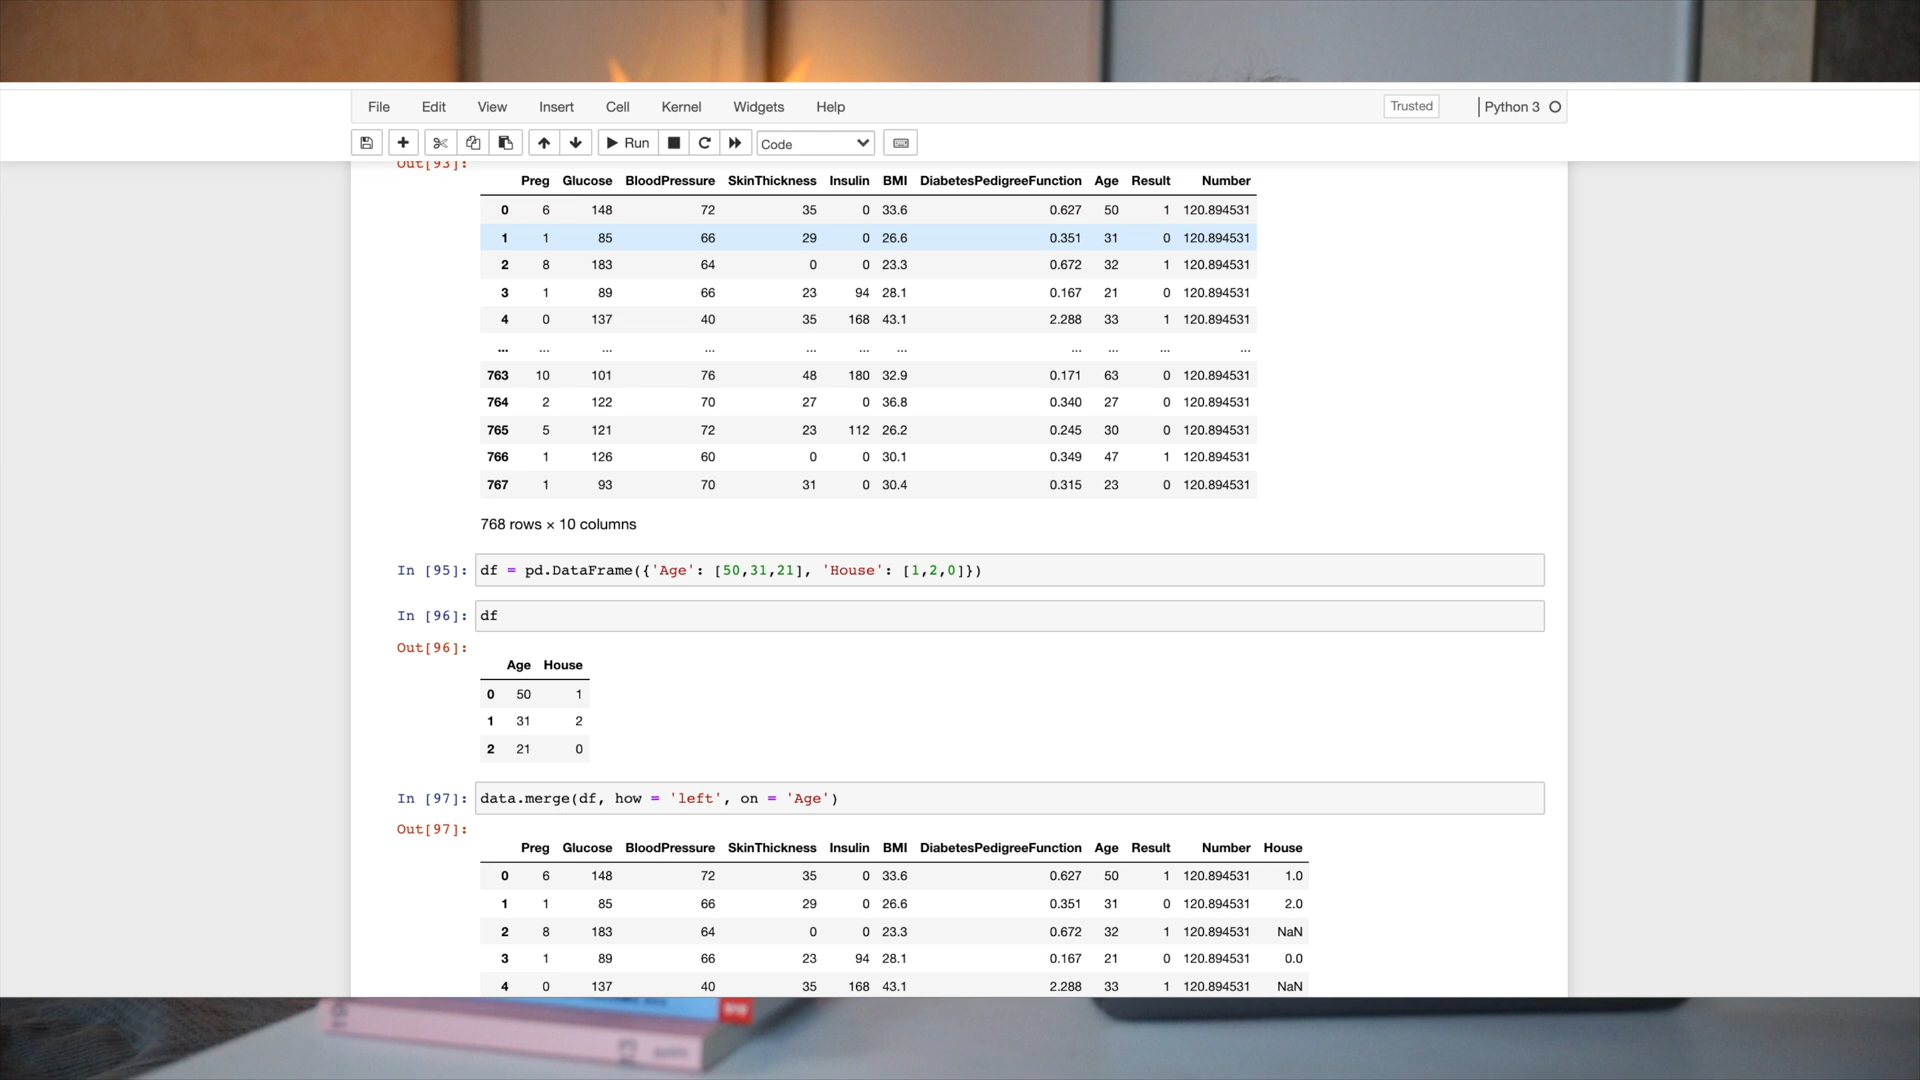 File Edit View Insert Cell Kernel Widgets Help Trusted Python 3
Run Code
Out[93]:
Preg Glucose BloodPressure SkinThickness Insulin BMI DiabetesPedigreeFunction Age Result Number
0 6 148 72 35 0 33.6 0.627 50 1 120.894531
1 1 85 66 29 0 26.6 0.351 31 0 120.894531
2 8 183 64 0 0 23.3 0.672 32 1 120.894531
3 1 89 66 23 94 28.1 0.167 21 0 120.894531
4 0 137 40 35 168 43.1 2.288 33 1 120.894531
... ... ... ... ... ... ... ... ... ... ...
763 10 101 76 48 180 32.9 0.171 63 0 120.894531
764 2 122 70 27 0 36.8 0.340 27 0 120.894531
765 5 121 72 23 112 26.2 0.245 30 0 120.894531
766 1 126 60 0 0 30.1 0.349 47 1 120.894531
767 1 93 70 31 0 30.4 0.315 23 0 120.894531
768 rows × 10 columns
In [95]: df = pd.DataFrame({'Age': [50,31,21], 'House': [1,2,0]})
In [96]: df
Out[96]:
Age House
0 50 1
1 31 2
2 21 0
In [97]: data.merge(df, how = 'left', on = 'Age')
Out[97]:
Preg Glucose BloodPressure SkinThickness Insulin BMI DiabetesPedigreeFunction Age Result Number House
0 6 148 72 35 0 33.6 0.627 50 1 120.894531 1.0
1 1 85 66 29 0 26.6 0.351 31 0 120.894531 2.0
2 8 183 64 0 0 23.3 0.672 32 1 120.894531 NaN
3 1 89 66 23 94 28.1 0.167 21 0 120.894531 0.0
4 0 137 40 35 168 43.1 2.288 33 1 120.894531 NaN